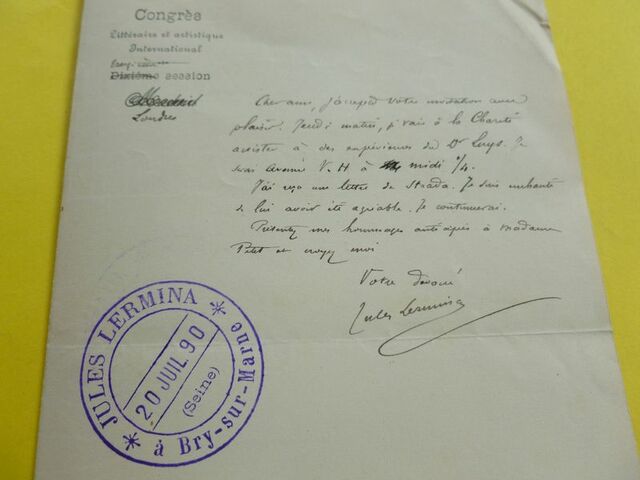 Congrès
Littéraire et artistique
International
Dixième session
Madrid
Londres
Cher ami, j'accepte votre invitation avec
plaisir. Jeudi matin, je vais à la Charité
assister à des expériences du Dr Luys. Je
serai avenue V. H à midi 1/4.
J'ai reçu une lettre de Strada. Je suis enchanté
de lui avoir été agréable. Je continuerai.
Présentez mes hommages anticipés à Madame
Petit et croyez moi
Votre dévoué
Jules Lermina
JULES LERMINA
20 JUIL. 90
(Seine)
* à Bry-sur-Marne *